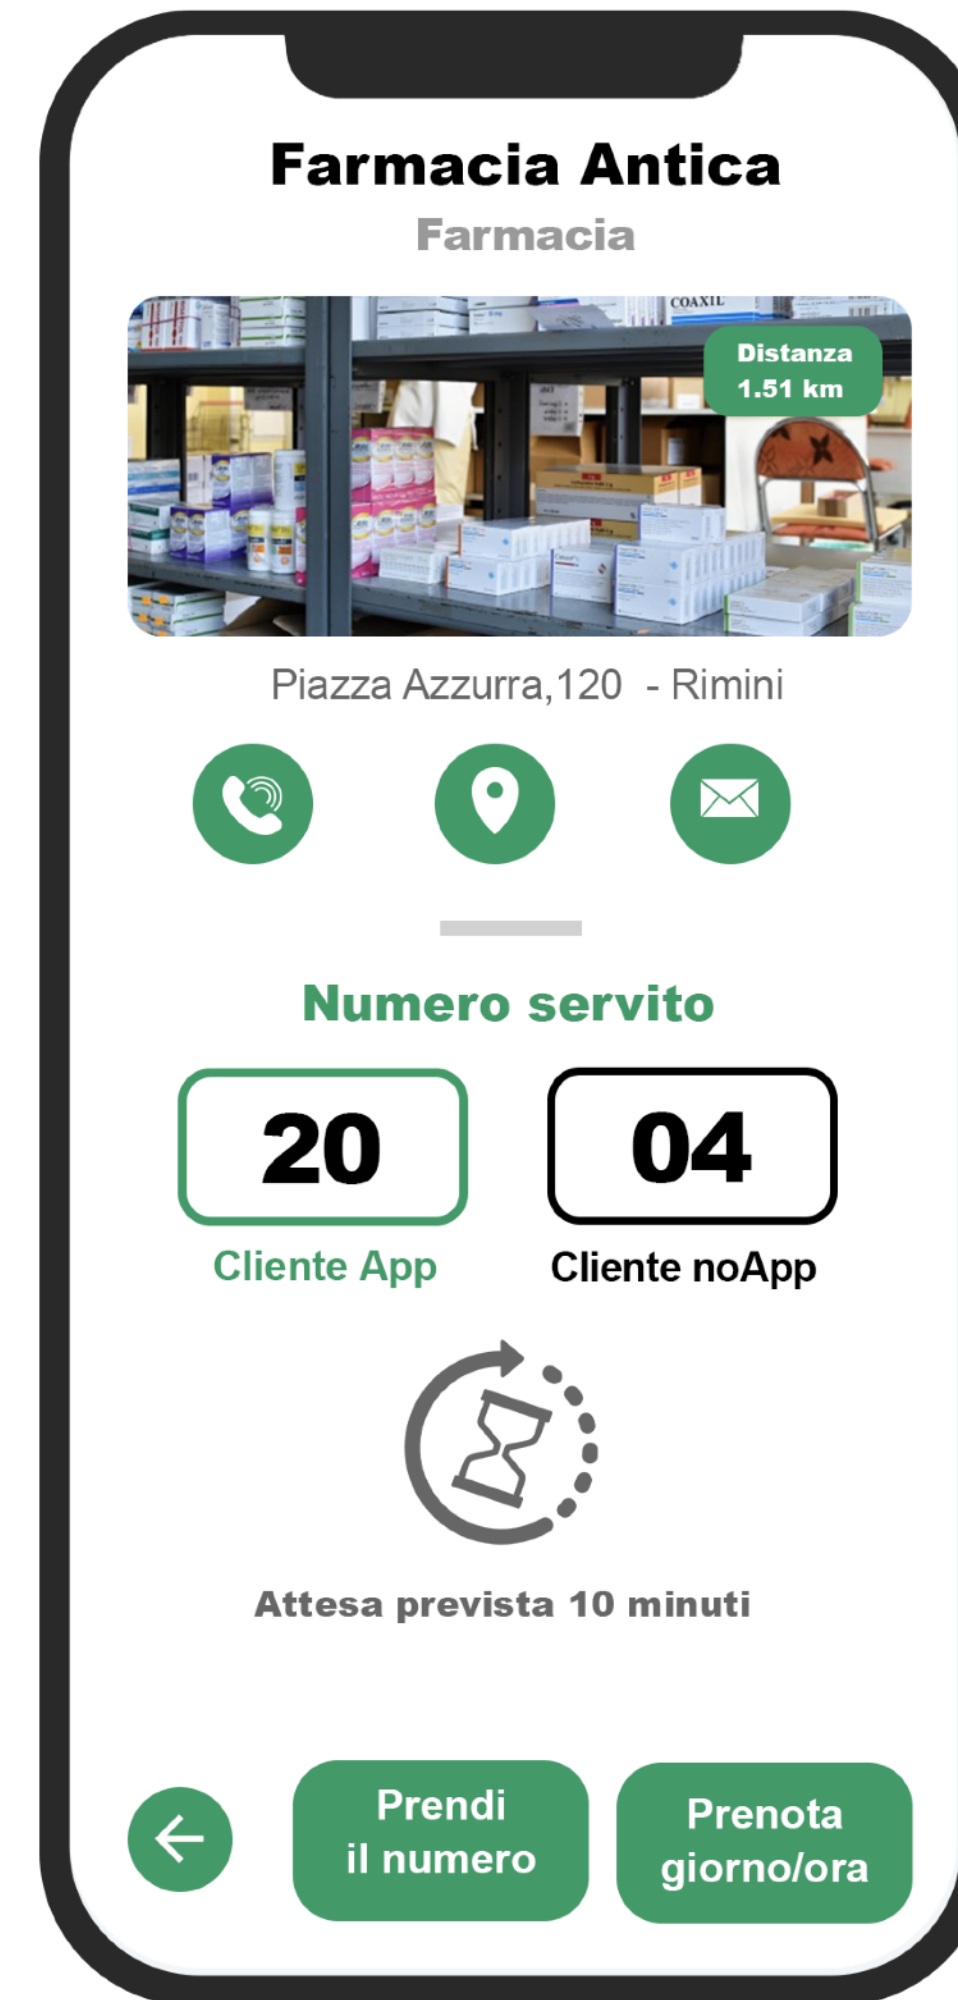 Farmacia Antica
Farmacia
COAXIL
Distanza
1.51 km
Piazza Azzurra,120 - Rimini
Numero servito
20
04
Cliente App
Cliente noApp
Attesa prevista 10 minuti
Prendi
il numero
Prenota
giorno/ora